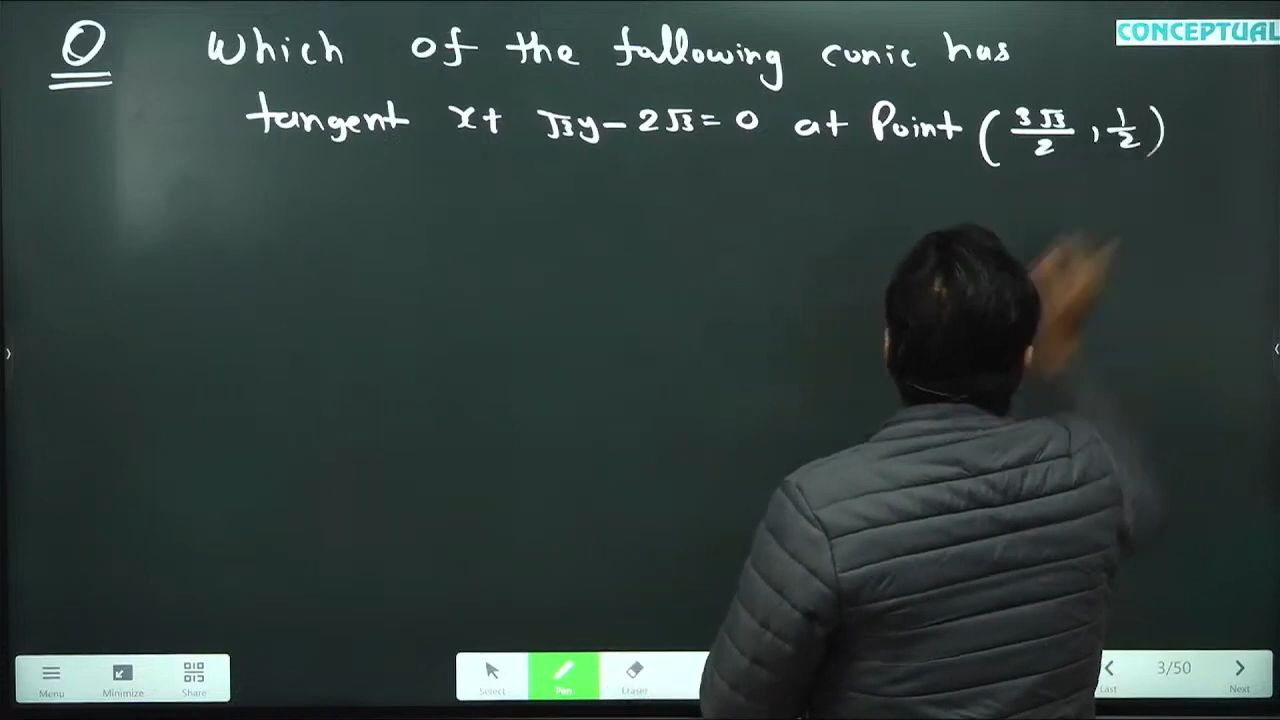 CONCEPTUAL
Q Which of the following conic has
tangent x + √3y - 2√3 = 0 at Point (3√3/2, 1/2)
Menu Minimize Share Select Pen Eraser Last 3/50 Next